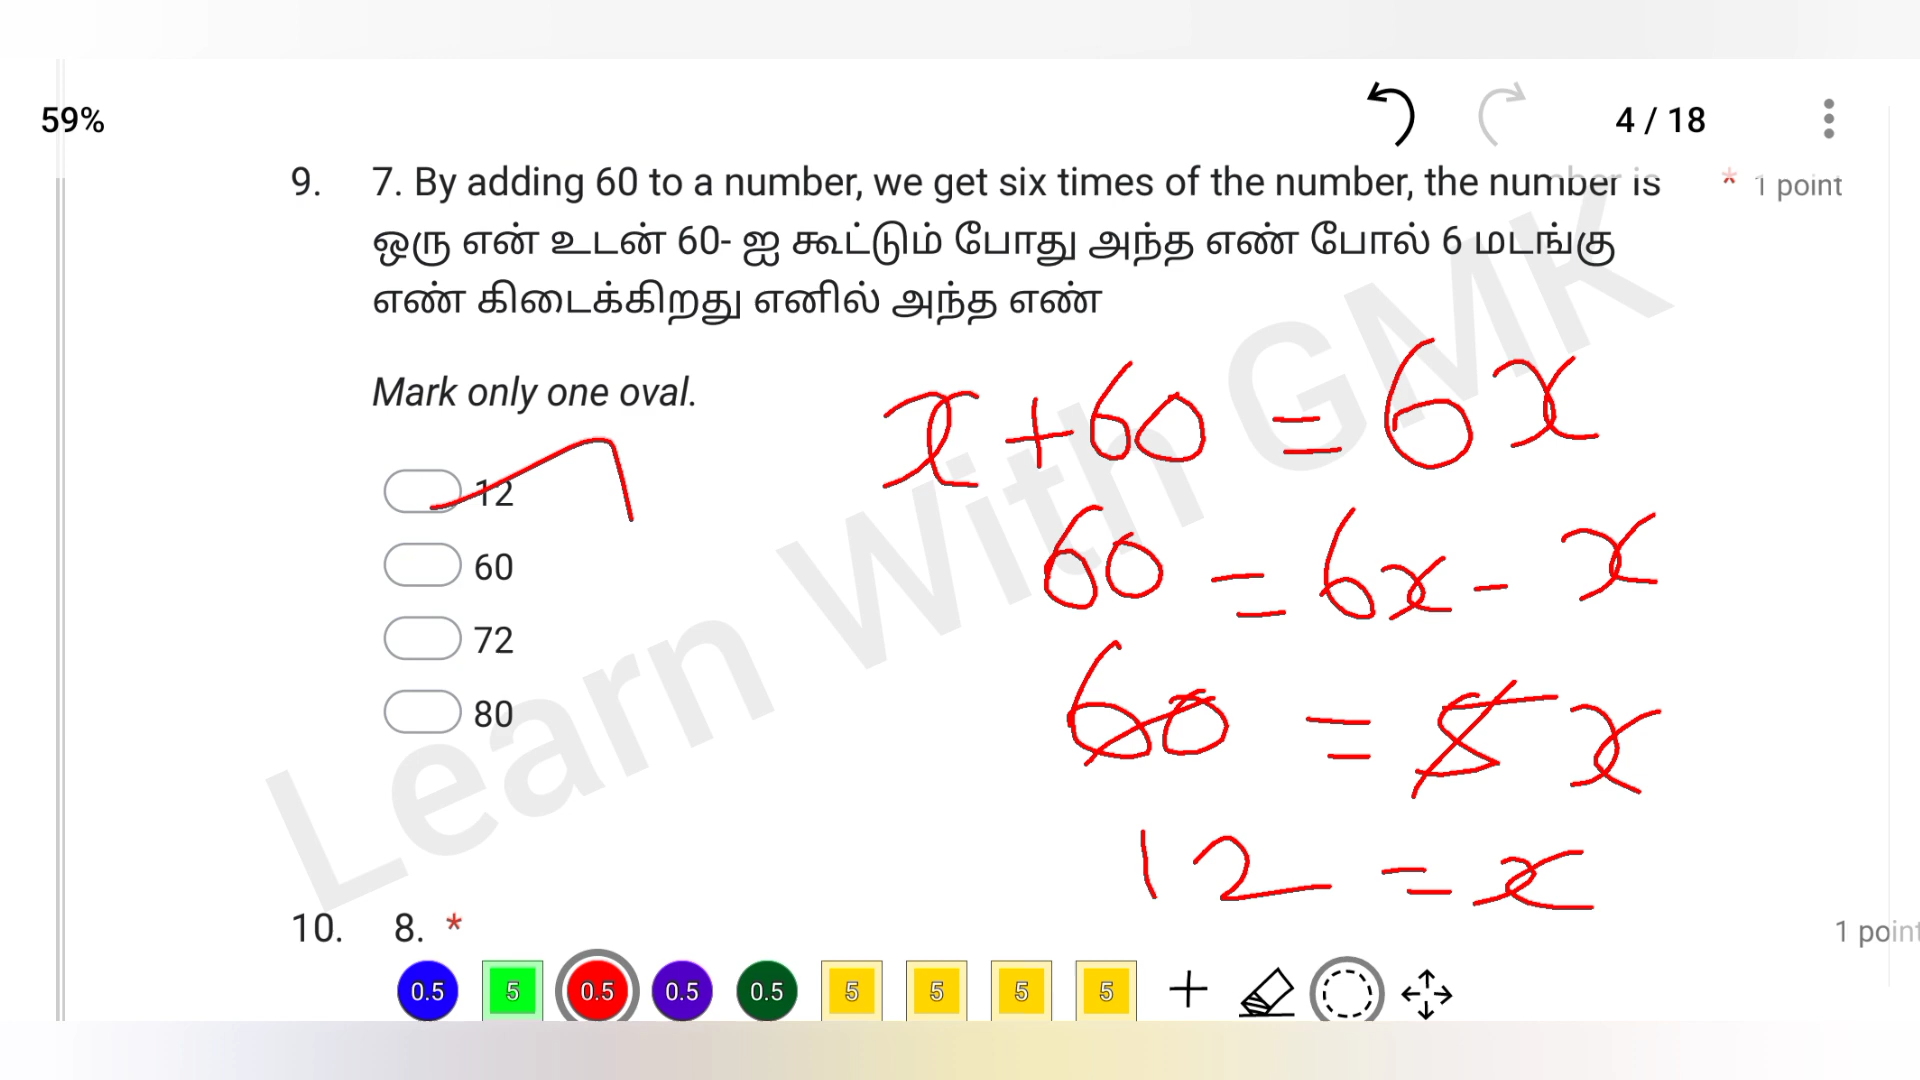 59%
4 / 18
9. 7. By adding 60 to a number, we get six times of the number, the number is * 1 point
ஒரு என் உடன் 60- ஐ கூட்டும் போது அந்த எண் போல் 6 மடங்கு
எண் கிடைக்கிறது எனில் அந்த எண்
Mark only one oval.
x + 60 = 6x
12
60 = 6x - x
60
72
60 = 5x
80
12 = x
Learn With GMK
10. 8. * 1 point
0.5 5 0.5 0.5 0.5 5 5 5 5